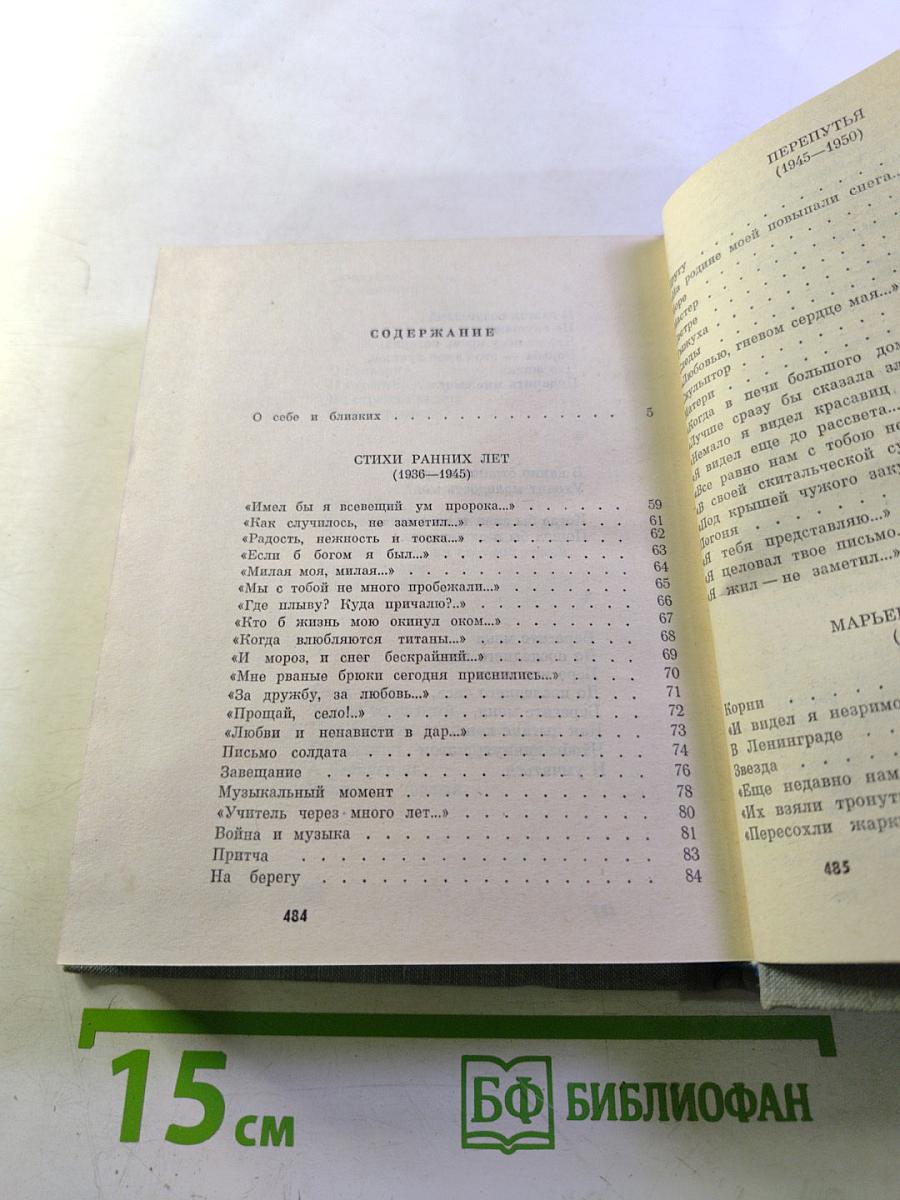 СОДЕРЖАНИЕ
О себе и близких . . . . . . . . . . . . . . . 5
СТИХИ РАННИХ ЛЕТ
(1936—1945)
«Имел бы я всевещий ум пророка...» . . . . . . 59
«Как случилось, не заметил...» . . . . . . . . . 61
«Радость, нежность и тоска...» . . . . . . . . . 62
«Если б богом я был...» . . . . . . . . . . . 63
«Милая моя, милая...» . . . . . . . . . . . . 64
«Мы с тобой не много пробежали...» . . . . . . . 65
«Где плыву? Куда причалю?..» . . . . . . . . . 66
«Кто б жизнь мою окинул оком...» . . . . . . . 67
«Когда влюбляются титаны...» . . . . . . . . . 68
«И мороз, и снег бескрайний...» . . . . . . . . 69
«Мне рваные брюки сегодня приснились...» . . . . . 70
«За дружбу, за любовь...» . . . . . . . . . . . 71
«Прощай, село!..» . . . . . . . . . . . . . . 72
«Любви и ненависти в дар...» . . . . . . . . . 73
Письмо солдата . . . . . . . . . . . . . . . 74
Завещание . . . . . . . . . . . . . . . . . 76
Музыкальный момент . . . . . . . . . . . . . 78
«Учитель через много лет...» . . . . . . . . . . 80
Война и музыка . . . . . . . . . . . . . . . 81
Притча . . . . . . . . . . . . . . . . . . 83
На берегу . . . . . . . . . . . . . . . . . 84
484
ПЕРЕПУТЬЯ
(1945—1950)
родине моей повыпали снега...
Любовью, гневом сердце мая...»
«Когда в печи большого
«Лучше сразу бы сказала
«Немало я видел красавиц
«Я видел еще до рассвета...
«Все равно нам с тобою
«В своей скитальческой
«Под крышей чужого
Погоня . . . . . .
«Я тебя представляю...»
«Я целовал твое письмо.
«Я жил — не заметил...»
Корни . . . . . .
«И видел я незримо
В Ленинграде . .
Звезда . . . . .
«Еще недавно нам
«Их взяли
«Пересохли
485
15 см
БФ БИБЛИОФАН